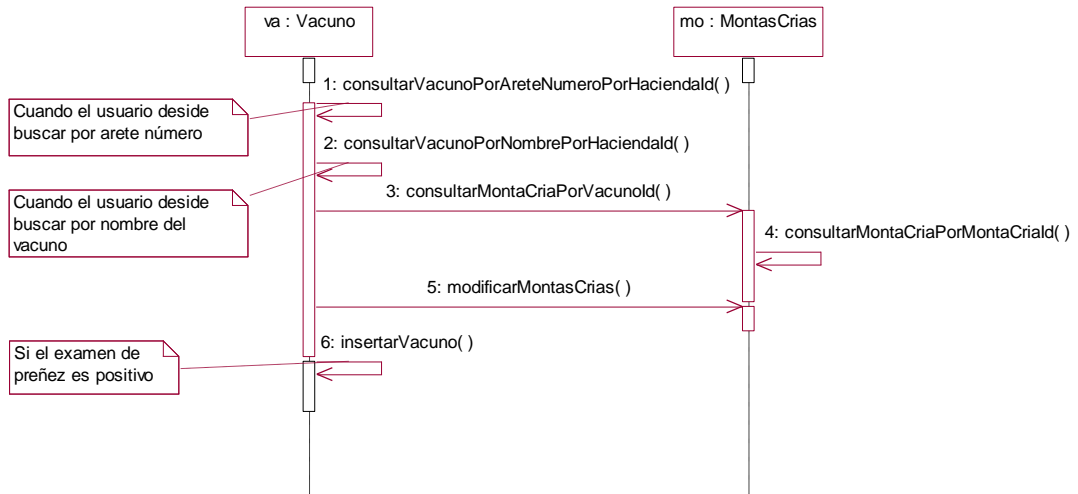 va : Vacuno
mo : MontasCrias
1: consultarVacunoPorAreteNumeroPorHaciendaId( )
Cuando el usuario deside
buscar por arete número
2: consultarVacunoPorNombrePorHaciendaId( )
3: consultarMontaCriaPorVacunoId( )
Cuando el usuario deside
buscar por nombre del
vacuno
4: consultarMontaCriaPorMontaCriaId( )
5: modificarMontasCrias( )
6: insertarVacuno( )
Si el examen de
preñez es positivo